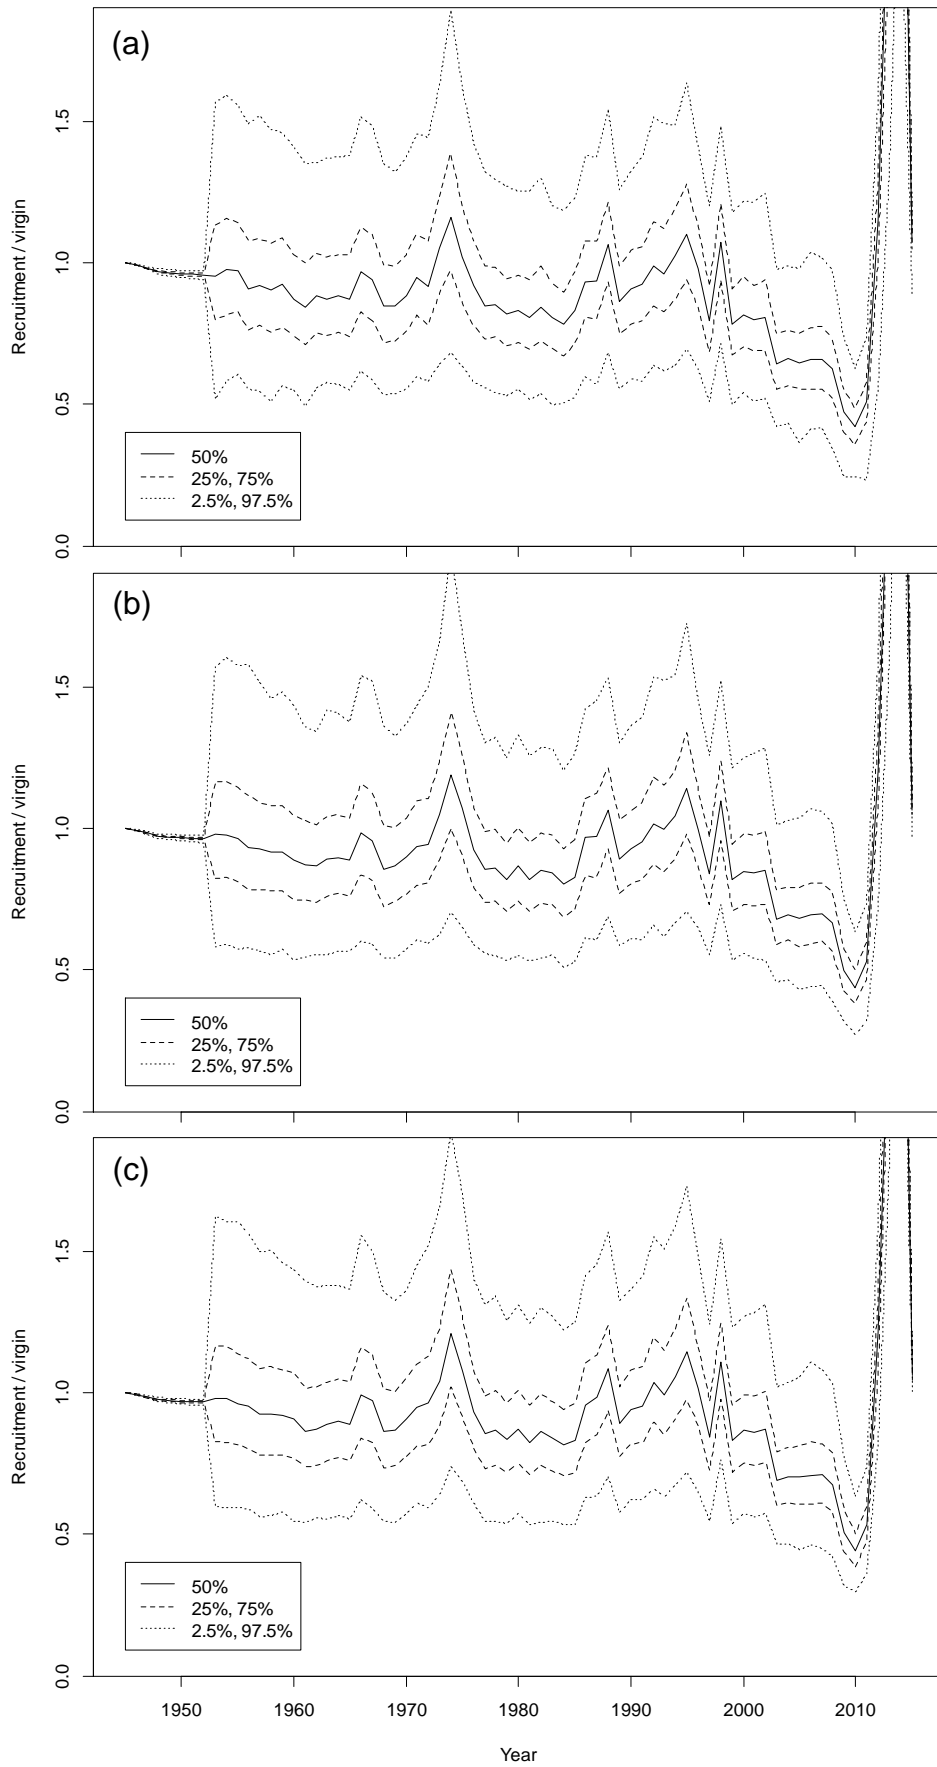 (a)
Recruitment / virgin
1.5
1.0
0.5
0.0
50%
25%, 75%
2.5%, 97.5%
(b)
Recruitment / virgin
1.5
1.0
0.5
0.0
50%
25%, 75%
2.5%, 97.5%
(c)
Recruitment / virgin
1.5
1.0
0.5
0.0
50%
25%, 75%
2.5%, 97.5%
1950 1960 1970 1980 1990 2000 2010
Year